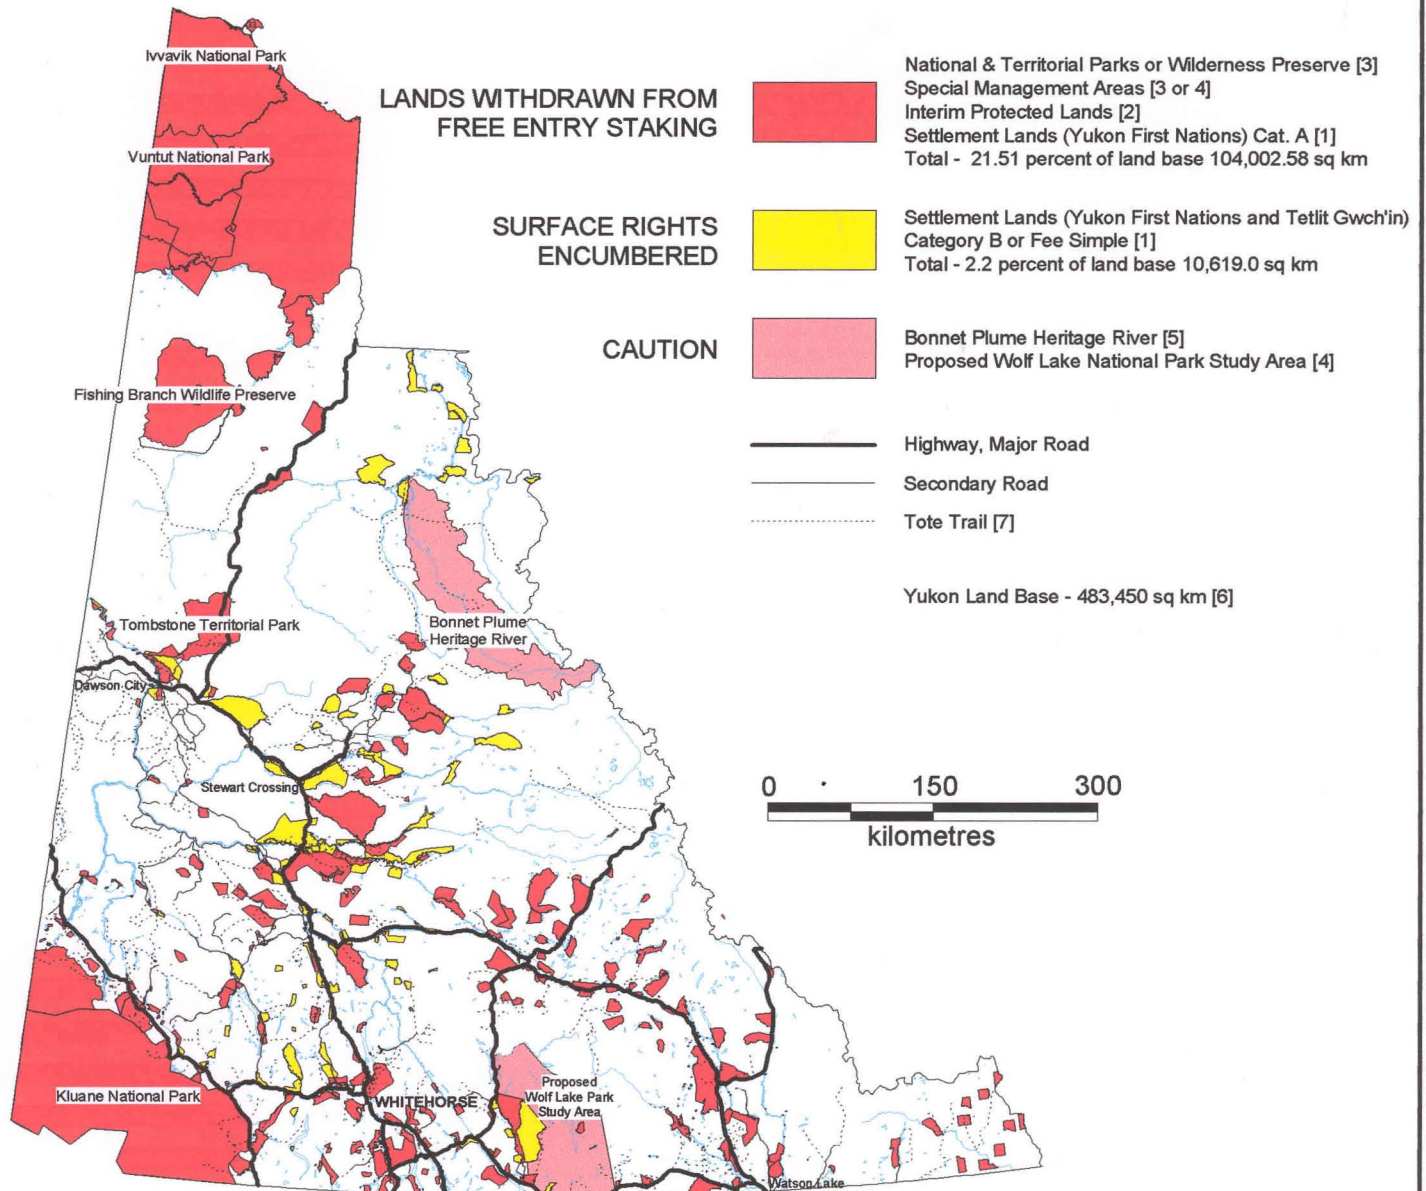 Ivvavik National Park
Vuntut National Park
Fishing Branch Wildlife Preserve
Tombstone Territorial Park
Dawson City
Bonnet Plume
Heritage River
Stewart Crossing
Kluane National Park
WHITEHORSE
Proposed
Wolf Lake Park
Study Area
Watson Lake
LANDS WITHDRAWN FROM
FREE ENTRY STAKING
National & Territorial Parks or Wilderness Preserve [3]
Special Management Areas [3 or 4]
Interim Protected Lands [2]
Settlement Lands (Yukon First Nations) Cat. A [1]
Total - 21.51 percent of land base 104,002.58 sq km
SURFACE RIGHTS
ENCUMBERED
Settlement Lands (Yukon First Nations and Tetlit Gwch'in)
Category B or Fee Simple [1]
Total - 2.2 percent of land base 10,619.0 sq km
CAUTION
Bonnet Plume Heritage River [5]
Proposed Wolf Lake National Park Study Area [4]
Highway, Major Road
Secondary Road
Tote Trail [7]
Yukon Land Base - 483,450 sq km [6]
0 150 300
kilometres